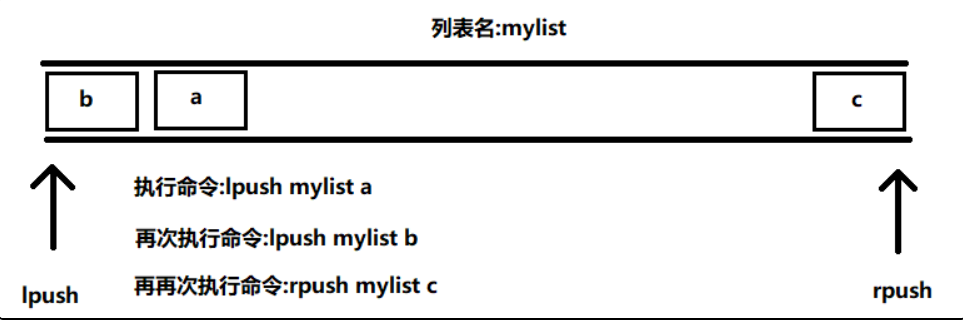 列表名:mylist
b a c
执行命令:lpush mylist a
再次执行命令:lpush mylist b
再再次执行命令:rpush mylist c
lpush rpush